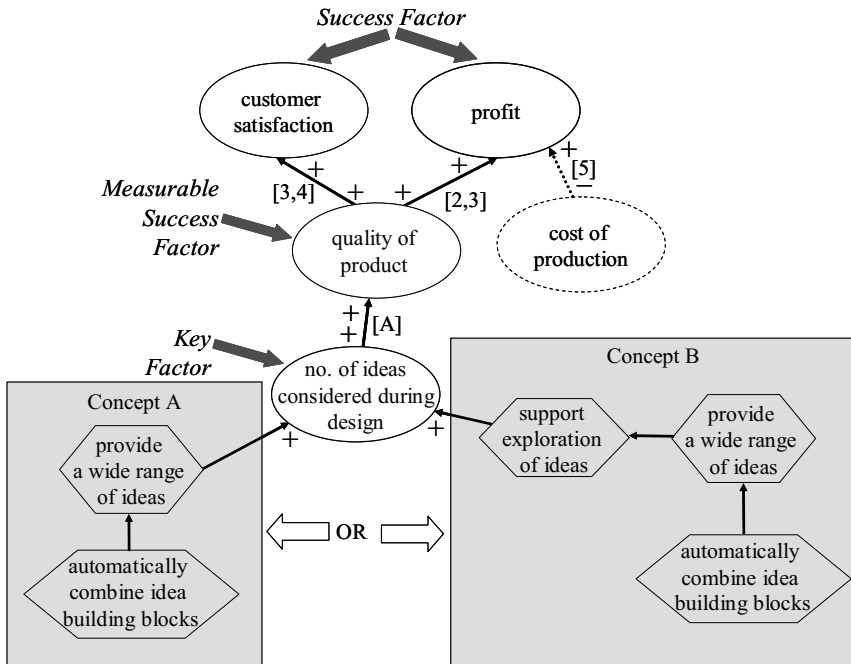 Success Factor
customer
satisfaction
profit
+
+
+
[3,4]
+
+
[2,3]
[5]
−
Measurable
Success
Factor
quality of
product
cost of
production
+
+
[A]
Key
Factor
no. of ideas
considered during
design
+
+
Concept A
provide
a wide range
of ideas
automatically
combine idea
building blocks
OR
Concept B
support
exploration
of ideas
provide
a wide range
of ideas
automatically
combine idea
building blocks